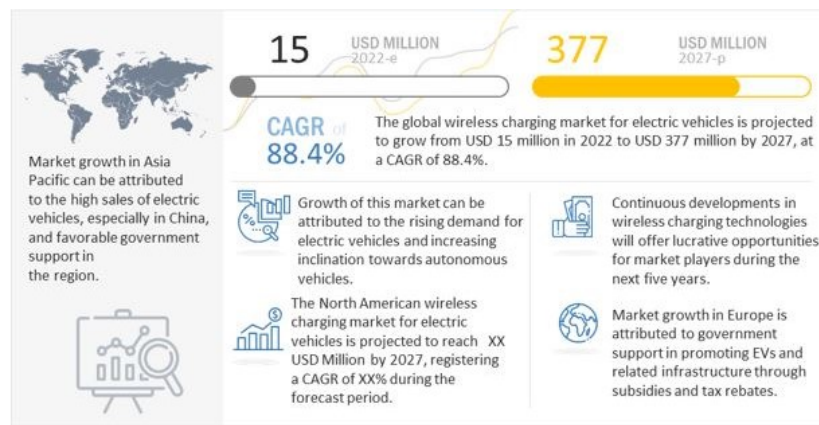 15
USD MILLION
2022-e
377
USD MILLION
2027-p
CAGR of
88.4%
The global wireless charging market for electric vehicles is projected
to grow from USD 15 million in 2022 to USD 377 million by 2027, at
a CAGR of 88.4%.
Market growth in Asia
Pacific can be attributed
to the high sales of electric
vehicles, especially in China,
and favorable government
support in
the region.
Growth of this market can be
attributed to the rising demand for
electric vehicles and increasing
inclination towards autonomous
vehicles.
Continuous developments in
wireless charging technologies
will offer lucrative opportunities
for market players during the
next five years.
The North American wireless
charging market for electric
vehicles is projected to reach XX
USD Million by 2027, registering
a CAGR of XX% during the
forecast period.
Market growth in Europe is
attributed to government
support in promoting EVs and
related infrastructure through
subsidies and tax rebates.